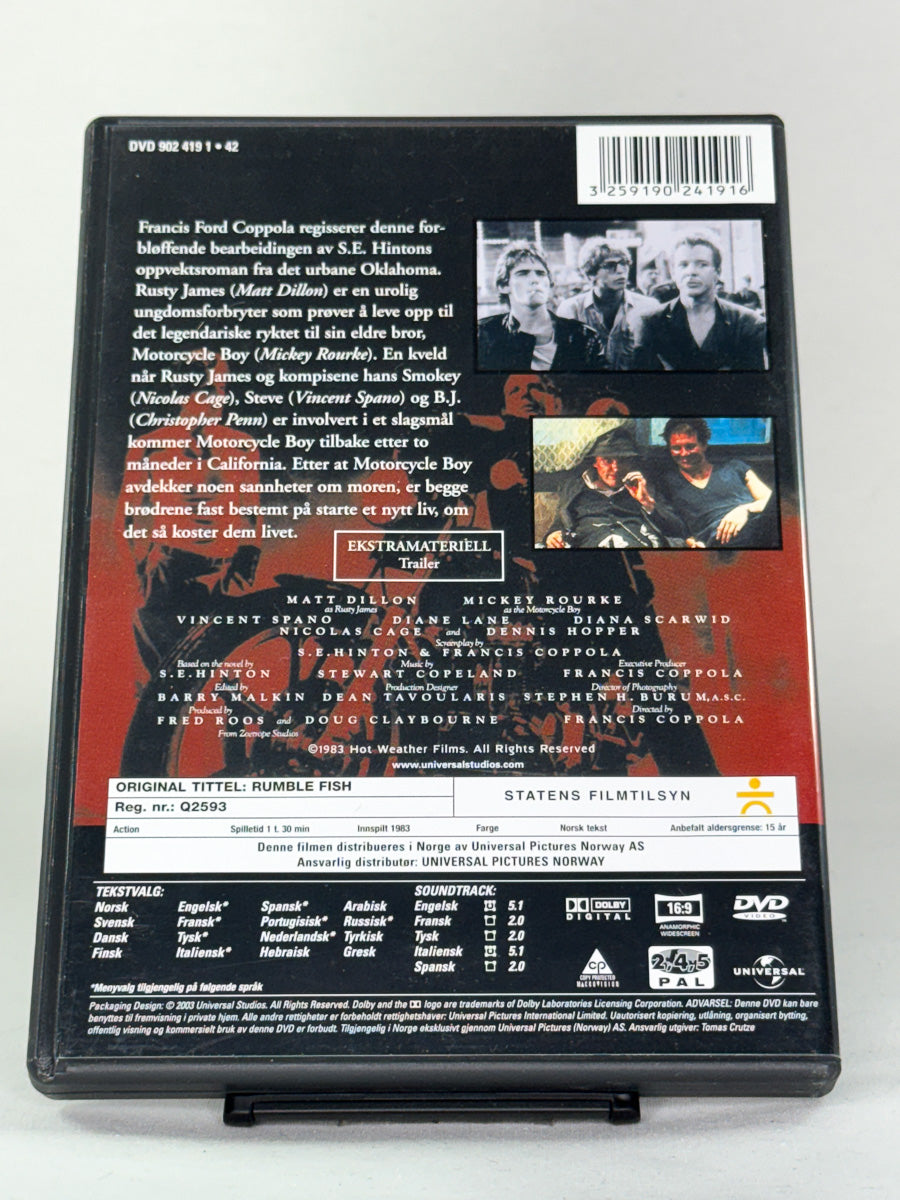 DVD 902 419 1 • 42
3 259190 241916
Francis Ford Coppola regisserer denne for-
bløffende bearbeidingen av S.E. Hintons
oppvektsroman fra det urbane Oklahoma.
Rusty James (Matt Dillon) er en urolig
ungdomsforbryter som prøver å leve opp til
det legendariske ryktet til sin eldre bror,
Motorcycle Boy (Mickey Rourke). En kveld
når Rusty James og kompisene hans Smokey
(Nicolas Cage), Steve (Vincent Spano) og B.J.
(Christopher Penn) er involvert i et slagsmål
kommer Motorcycle Boy tilbake etter to
måneder i California. Etter at Motorcycle Boy
avdekker noen sannheter om moren, er begge
brødrene fast bestemt på starte et nytt liv, om
det så koster dem livet.
EKSTRAMATERIELL
Trailer
MATT DILLON MICKEY ROURKE
as Rusty James as the Motorcycle Boy
VINCENT SPANO DIANE LANE DIANA SCARWID
NICOLAS CAGE and DENNIS HOPPER
Screenplay by
S.E.HINTON & FRANCIS COPPOLA
Based on the novel by Music by Executive Producer
S.E.HINTON STEWART COPELAND FRANCIS COPPOLA
Edited by Production Designer Director of Photography
BARRY MALKIN DEAN TAVOULARIS STEPHEN H. BURUM, A.S.C.
Produced by Directed by
FRED ROOS and DOUG CLAYBOURNE FRANCIS COPPOLA
From Zoetrope Studios
©1983 Hot Weather Films. All Rights Reserved
www.universalstudios.com
ORIGINAL TITTEL: RUMBLE FISH
Reg. nr.: Q2593
STATENS FILMTILSYN
Action Spilletid 1 t. 30 min Innspilt 1983 Farge Norsk tekst Anbefalt aldersgrense: 15 år
Denne filmen distribueres i Norge av Universal Pictures Norway AS
Ansvarlig distributør: UNIVERSAL PICTURES NORWAY
TEKSTVALG:
Norsk Engelsk* Spansk* Arabisk
Svensk Fransk* Portugisisk* Russisk*
Dansk Tysk* Nederlandsk* Tyrkisk
Finsk Italiensk* Hebraisk Gresk
*Menyvalg tilgjengelig på følgende språk
SOUNDTRACK:
Engelsk 5.1
Fransk 2.0
Tysk 2.0
Italiensk 5.1
Spansk 2.0
DOLBY
DIGITAL
16:9
ANAMORPHIC
WIDESCREEN
DVD
VIDEO
CP
COPY PROTECTED
MACROVISION
2,4,5
PAL
UNIVERSAL
Packaging Design: © 2003 Universal Studios. All Rights Reserved. Dolby and the DD logo are trademarks of Dolby Laboratories Licensing Corporation. ADVARSEL: Denne DVD kan bare
benyttes til fremvisning i private hjem. Alle andre rettigheter er forbeholdt rettighetshaver: Universal Pictures International Limited. Uautorisert kopiering, utlåning, organisert bytting,
offentlig visning og kommersielt bruk av denne DVD er forbudt. Tilgjengelig i Norge eksklusivt gjennom Universal Pictures (Norway) AS. Ansvarlig utgiver: Tomas Crutze